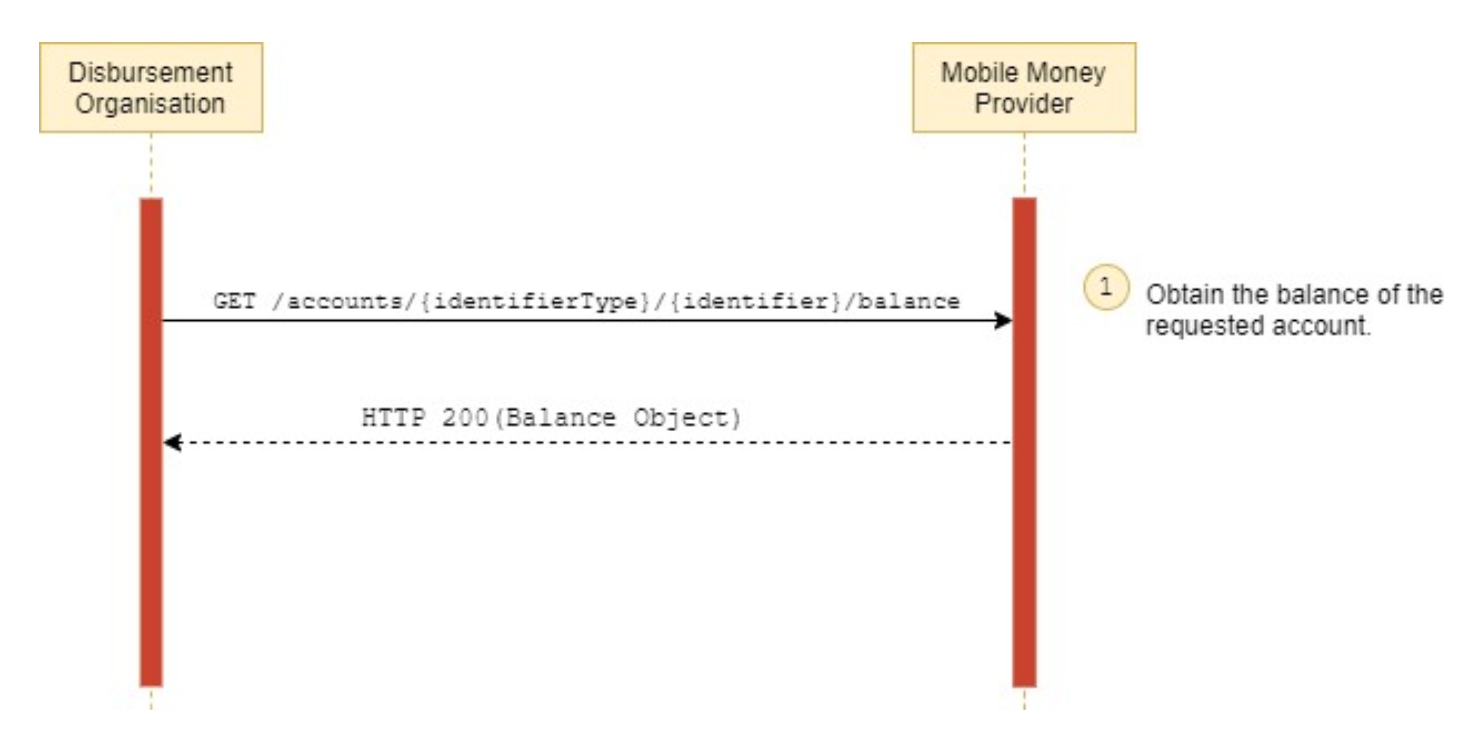 Disbursement
Organisation
Mobile Money
Provider
GET /accounts/{identifierType}/{identifier}/balance
1
Obtain the balance of the
requested account.
HTTP 200(Balance Object)